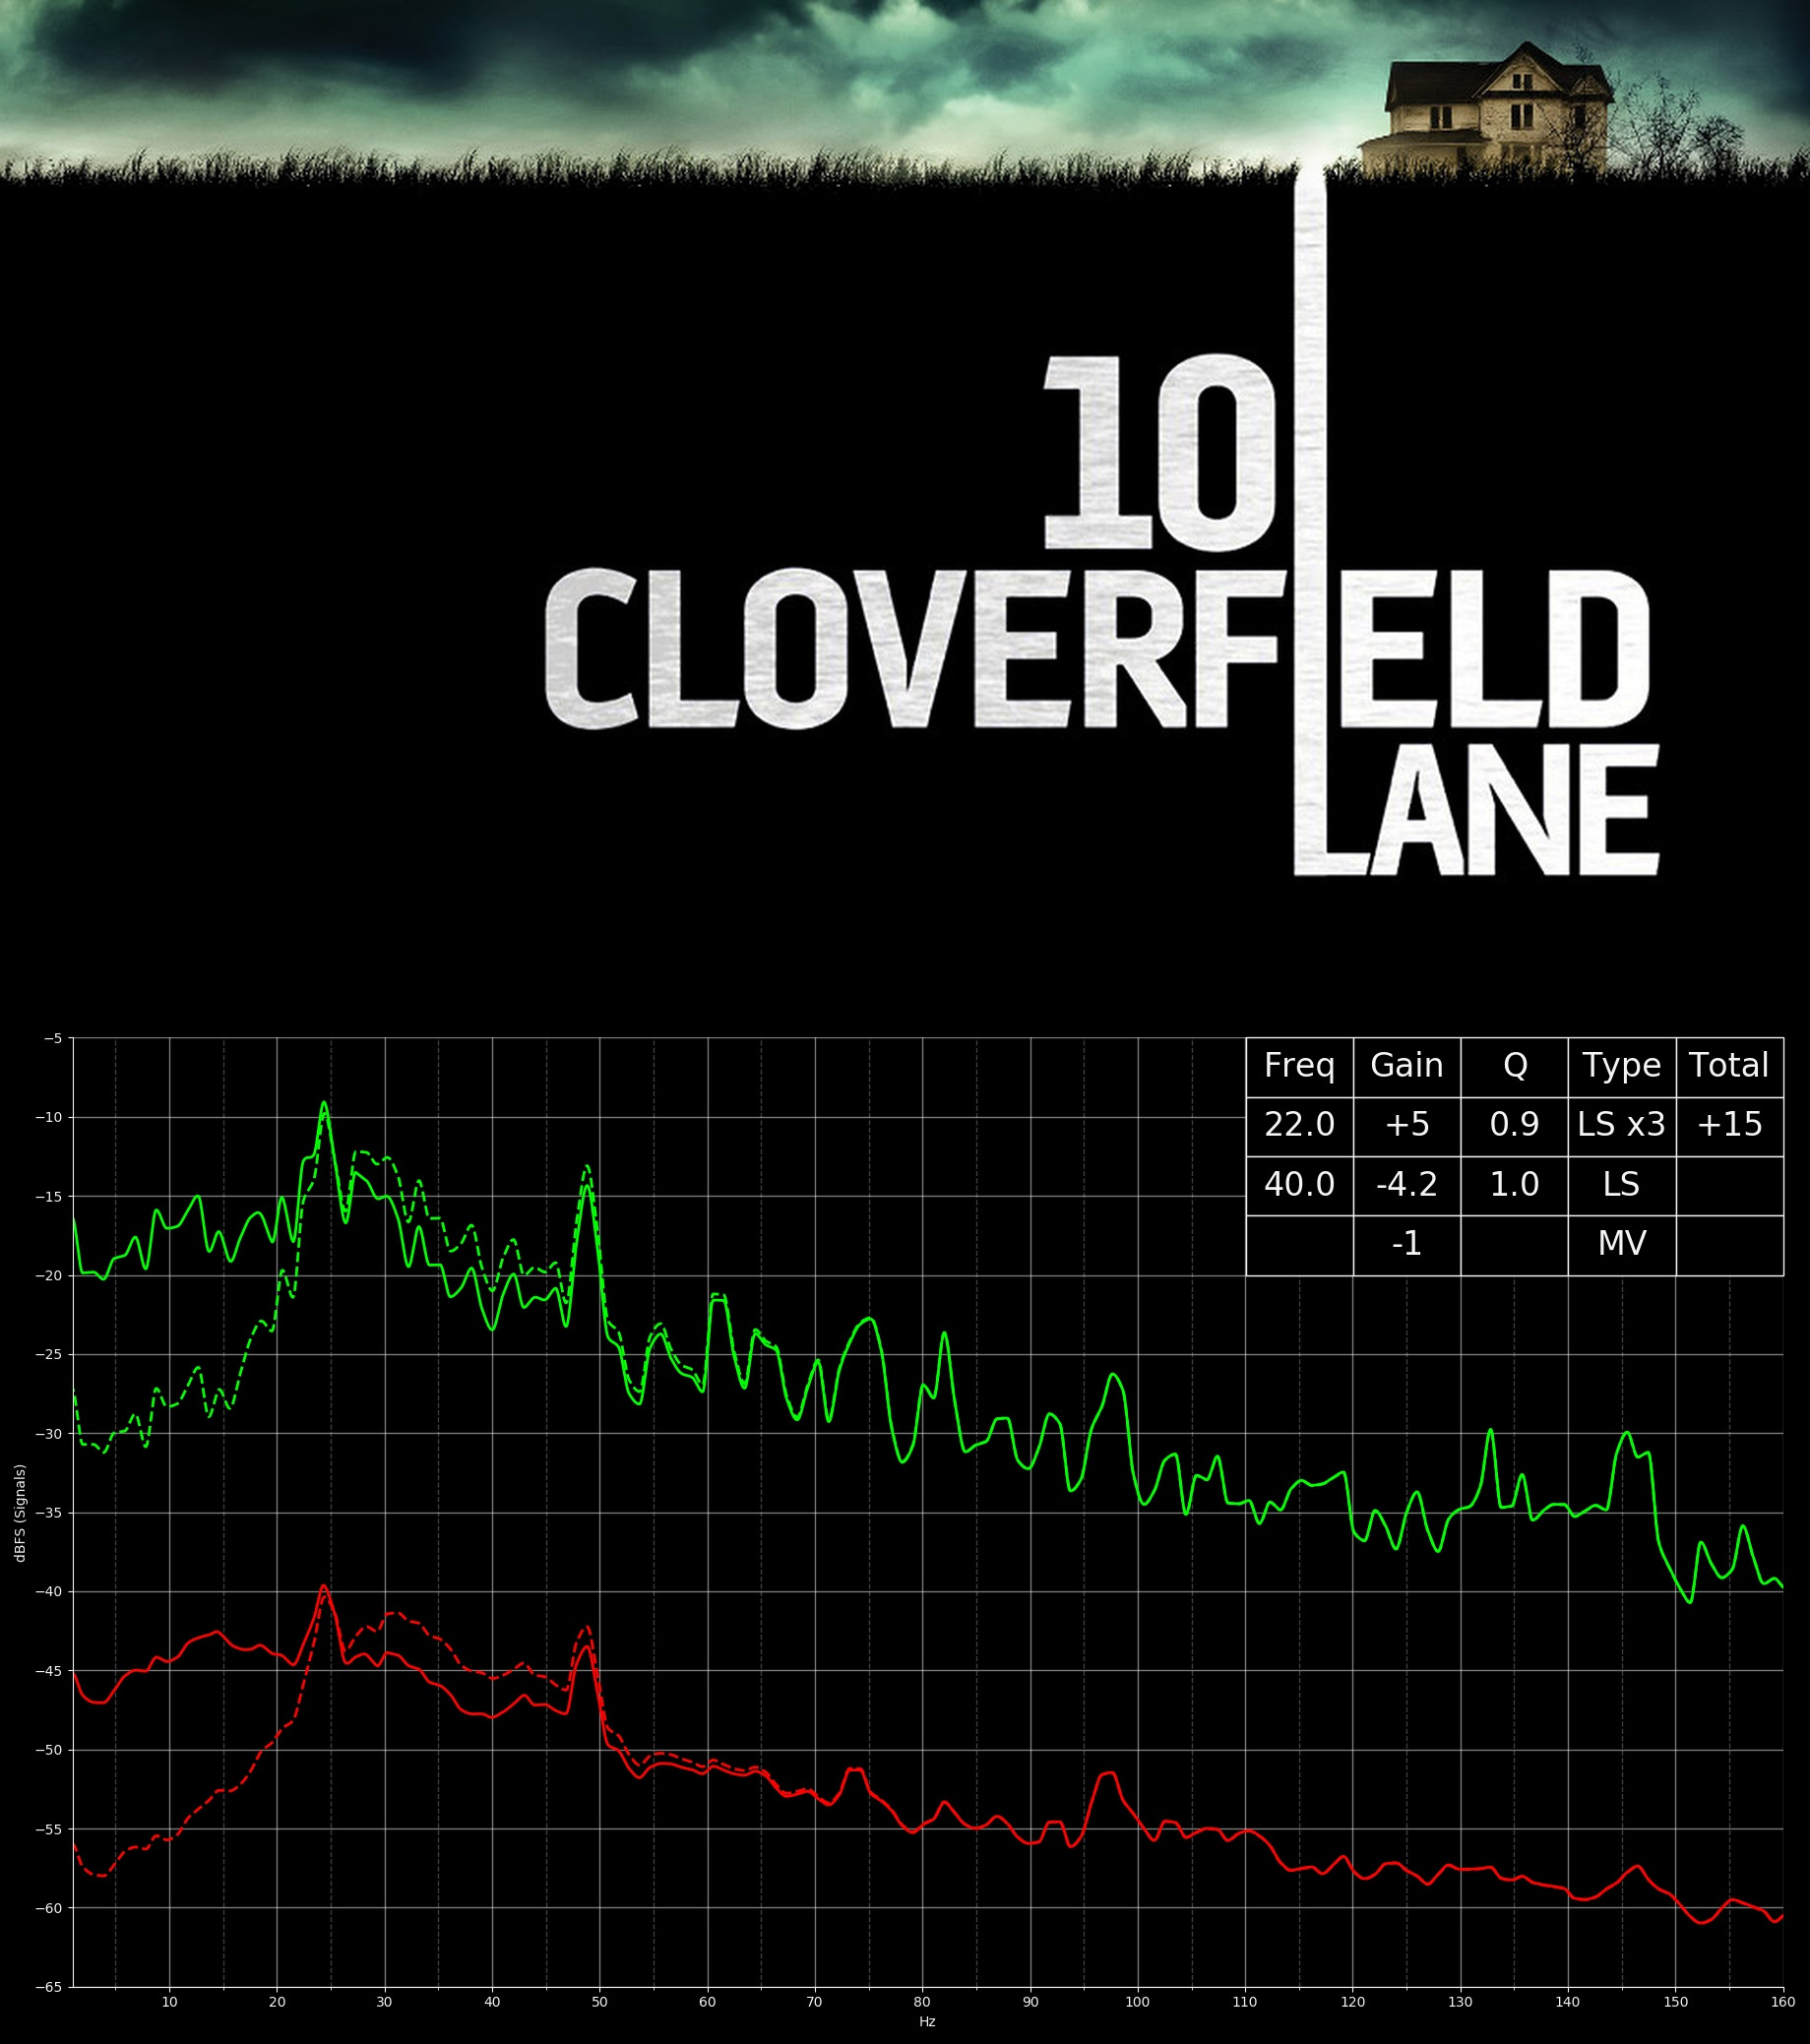 10
CLOVERFIELD
LANE
Freq Gain Q Type Total
22.0 +5 0.9 LS x3 +15
40.0 -4.2 1.0 LS
-1 MV
−5
−10
−15
−20
−25
−30
−35
−40
−45
−50
−55
−60
−65
dBFS (Signals)
10 20 30 40 50 60 70 80 90 100 110 120 130 140 150 160
Hz